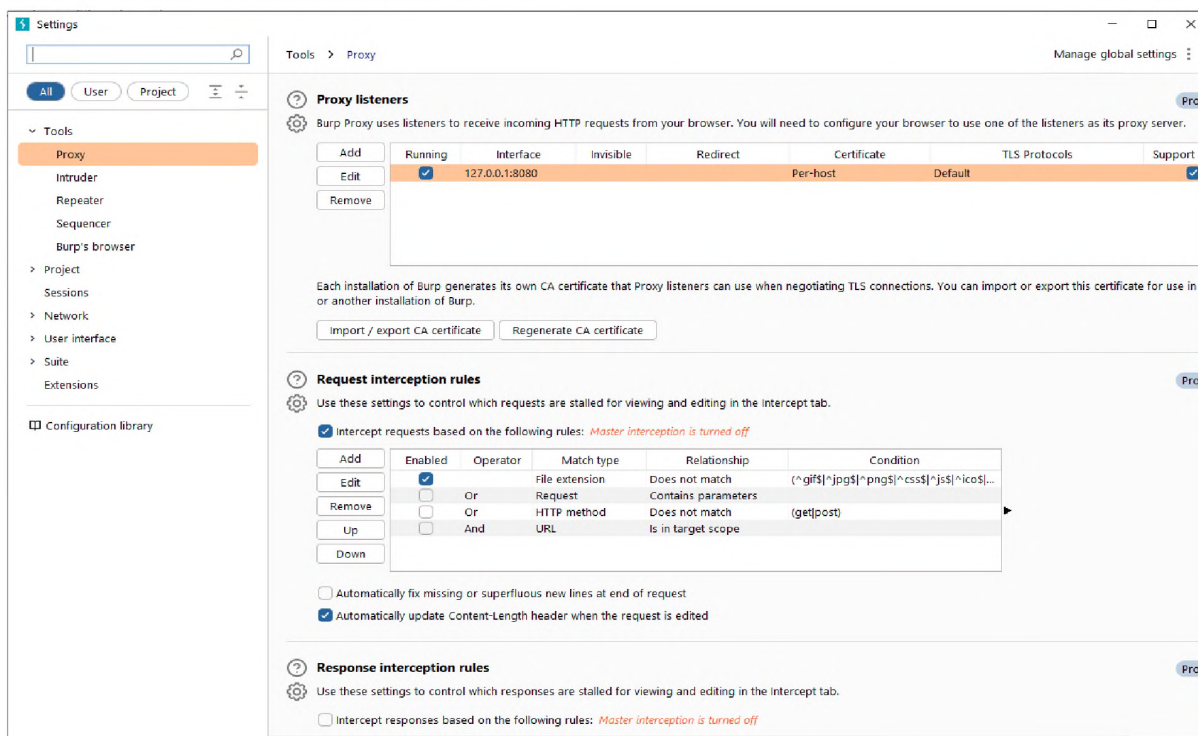 Settings
Tools > Proxy
Manage global settings
All
User
Project
Tools
Proxy
Intruder
Repeater
Sequencer
Burp's browser
Project
Sessions
Network
User interface
Suite
Extensions
Configuration library
Proxy listeners
Pro
Burp Proxy uses listeners to receive incoming HTTP requests from your browser. You will need to configure your browser to use one of the listeners as its proxy server.
Add
Edit
Remove
Running Interface Invisible Redirect Certificate TLS Protocols Support
127.0.0.1:8080 Per-host Default
Each installation of Burp generates its own CA certificate that Proxy listeners can use when negotiating TLS connections. You can import or export this certificate for use in
or another installation of Burp.
Import / export CA certificate
Regenerate CA certificate
Request interception rules
Pro
Use these settings to control which requests are stalled for viewing and editing in the Intercept tab.
Intercept requests based on the following rules: Master interception is turned off
Add
Edit
Remove
Up
Down
Enabled Operator Match type Relationship Condition
File extension Does not match (^gif$|^jpg$|^png$|^css$|^js$|^ico$|...
Or Request Contains parameters
Or HTTP method Does not match (get|post)
And URL Is in target scope
Automatically fix missing or superfluous new lines at end of request
Automatically update Content-Length header when the request is edited
Response interception rules
Pro
Use these settings to control which responses are stalled for viewing and editing in the Intercept tab.
Intercept responses based on the following rules: Master interception is turned off